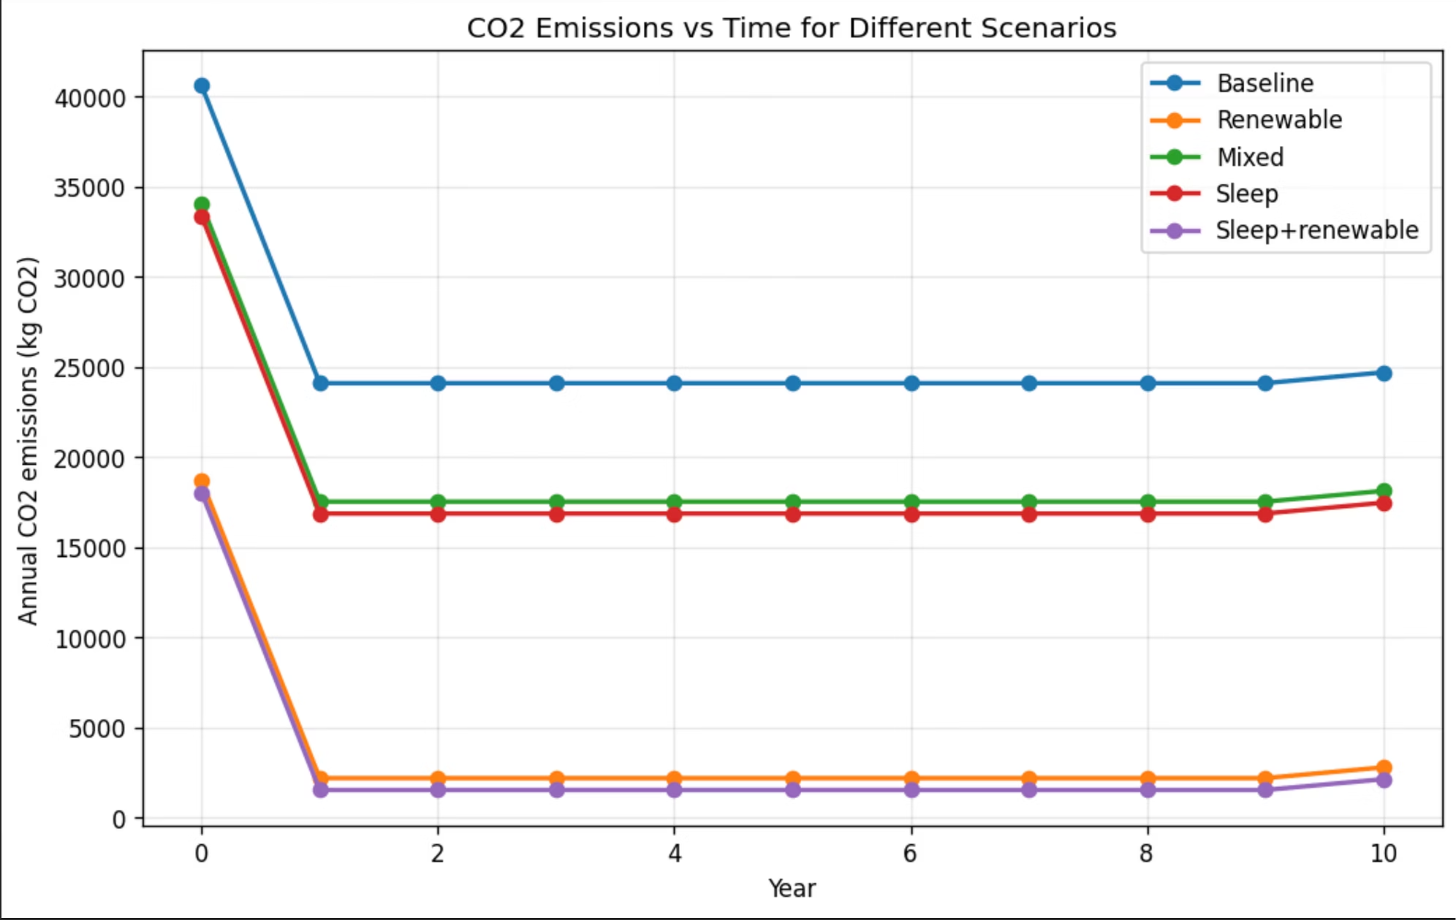 CO2 Emissions vs Time for Different Scenarios
Baseline
Renewable
Mixed
Sleep
Sleep+renewable
Annual CO2 emissions (kg CO2)
40000
35000
30000
25000
20000
15000
10000
5000
0
0 2 4 6 8 10
Year